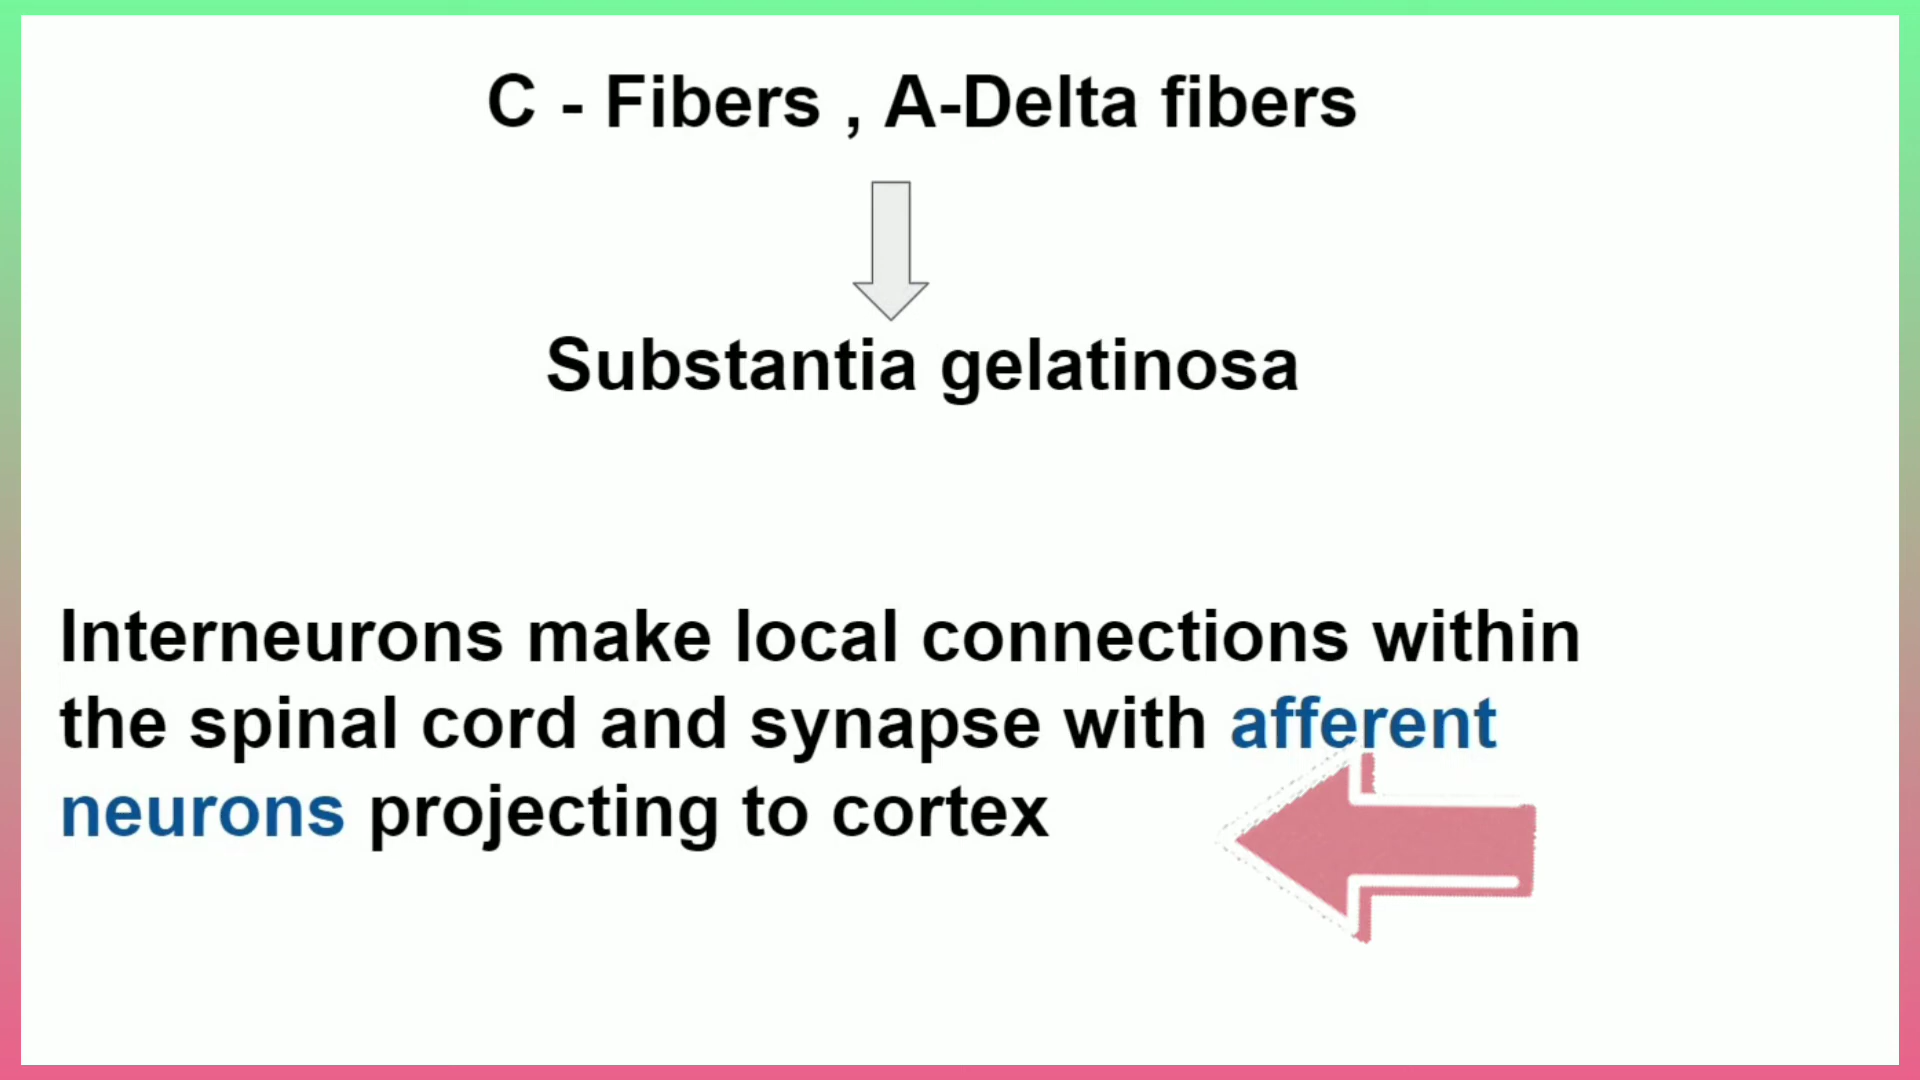 C - Fibers , A-Delta fibers
Substantia gelatinosa
Interneurons make local connections within
the spinal cord and synapse with afferent
neurons projecting to cortex